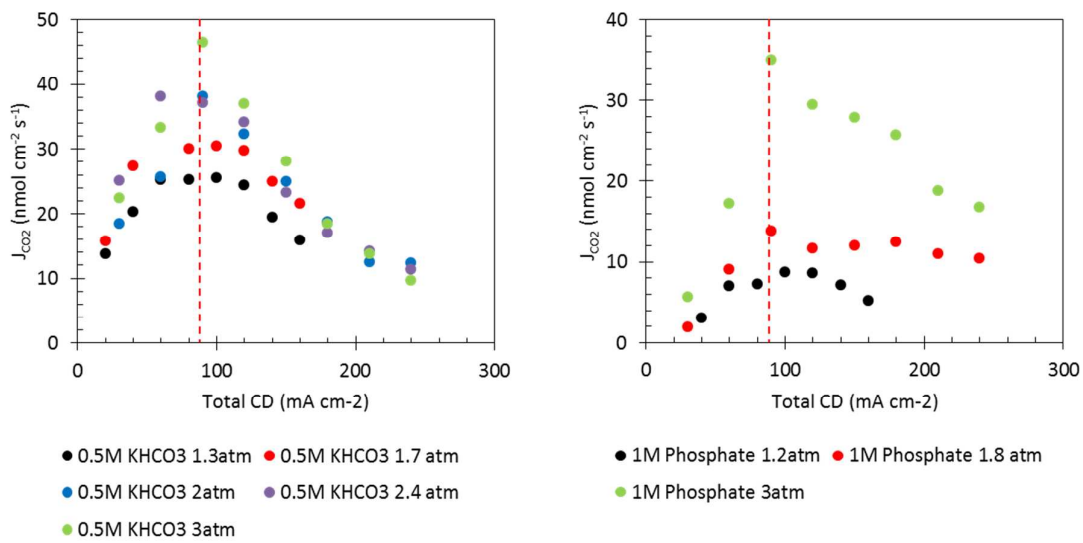 50
40
30
20
10
0
J_CO2 (nmol cm⁻² s⁻¹)
0 100 200 300
Total CD (mA cm-2)
0.5M KHCO3 1.3atm 0.5M KHCO3 1.7 atm
0.5M KHCO3 2atm 0.5M KHCO3 2.4 atm
0.5M KHCO3 3atm
40
30
20
10
0
J_CO2 (nmol cm⁻² s⁻¹)
0 100 200 300
Total CD (mA cm-2)
1M Phosphate 1.2atm 1M Phosphate 1.8 atm
1M Phosphate 3atm